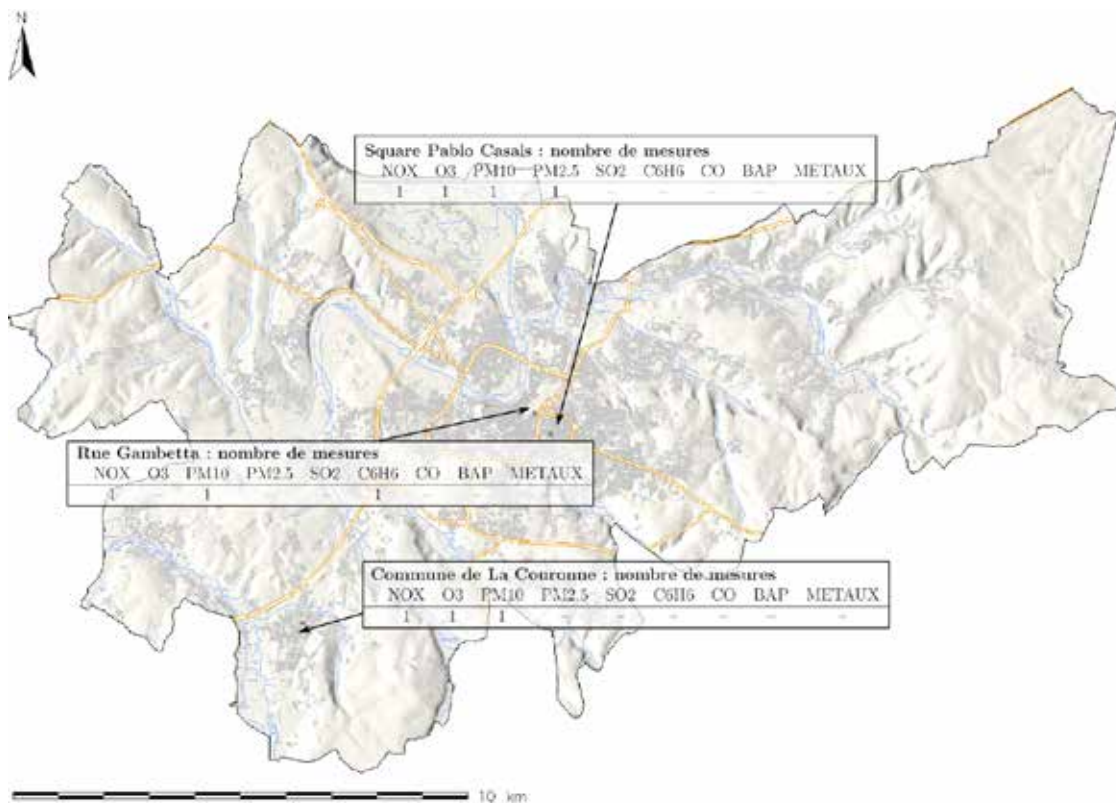 N
Square Pablo Casals : nombre de mesures
NOX O3 PM10 PM2.5 SO2 C6H6 CO BAP METAUX
1 1 1 1 – – – – –
Rue Gambetta : nombre de mesures
NOX O3 PM10 PM2.5 SO2 C6H6 CO BAP METAUX
1 – 1 – – 1 – – –
Commune de La Couronne : nombre de mesures
NOX O3 PM10 PM2.5 SO2 C6H6 CO BAP METAUX
1 1 1 – – – – – –
10 km